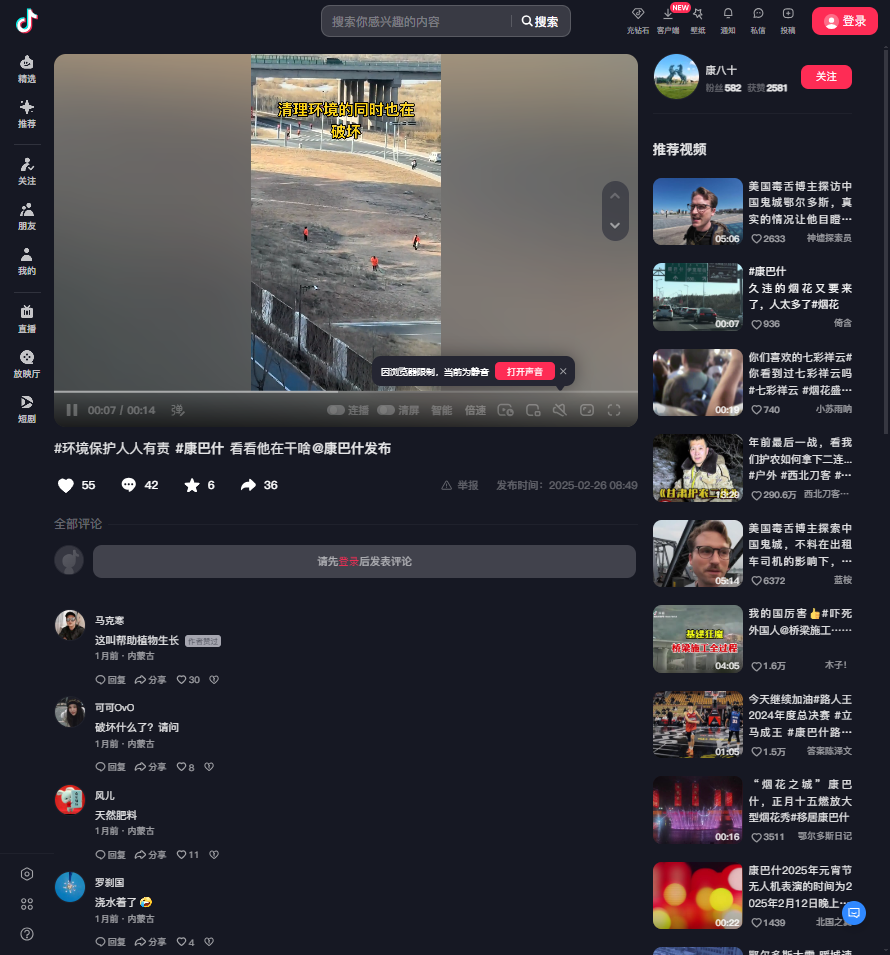 搜索你感兴趣的内容
搜索
充钻石
客户端
NEW
壁纸
通知
私信
投稿
登录
精选
推荐
关注
朋友
我的
直播
放映厅
短剧
清理环境的同时也在
破坏
因浏览器限制，当前为静音
打开声音
00:07 / 00:14
弹
连播
清屏
智能
倍速
#环境保护人人有责 #康巴什 看看他在干啥@康巴什发布
55
42
6
36
举报
发布时间：2025-02-26 08:49
全部评论
请先登录后发表评论
马克寒
这叫帮助植物生长 作者赞过
1月前 · 内蒙古
回复 分享 30
可可OvO
破坏什么了？请问
1月前 · 内蒙古
回复 分享 8
风儿
天然肥料
1月前 · 内蒙古
回复 分享 11
罗刹国
浇水着了🤣
1月前 · 内蒙古
回复 分享 4
康八十
粉丝582 获赞2581
关注
推荐视频
05:06
美国毒舌博主探访中
国鬼城鄂尔多斯，真
实的情况让他目瞪…
2633 神墟探索员
00:07
#康巴什
久违的烟花又要来
了，人太多了#烟花
936 倚含
00:19
你们喜欢的七彩祥云#
你看到过七彩祥云吗
#七彩祥云 #烟花盛…
740 小苏雨呐
15:29
年前最后一战，看我
们护农如何拿下二连...
#户外 #西北刀客 #…
290.6万 西北刀客…
05:14
美国毒舌博主探索中
国鬼城，不料在出租
车司机的影响下，…
6372 蓝桉
基建狂魔
桥梁施工全过程
04:05
我的国厉害👍#吓死
外国人@桥梁施工……
1.6万 木子！
01:05
今天继续加油#路人王
2024年度总决赛 #立
马成王 #康巴什路…
1.5万 答案陈泽文
00:16
“烟花之城”康巴
什，正月十五燃放大
型烟花秀#移居康巴什
3511 鄂尔多斯日记
00:22
康巴什2025年元宵节
无人机表演的时间为2
025年2月12日晚上…
1439 北国之